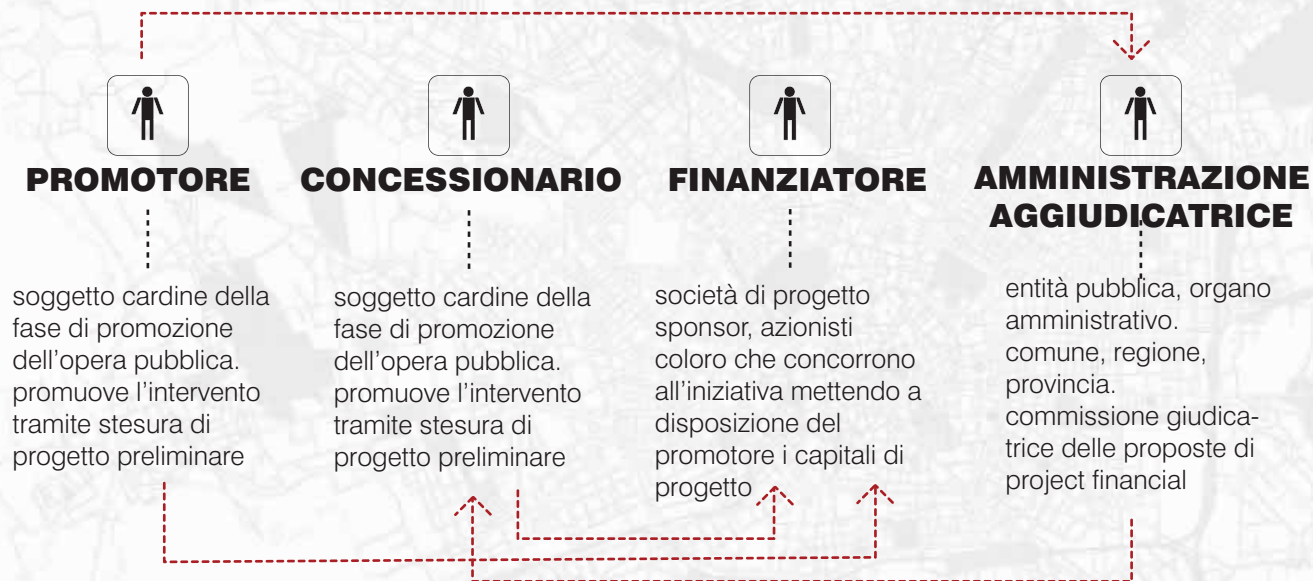 PROMOTORE
soggetto cardine della
fase di promozione
dell'opera pubblica.
promuove l'intervento
tramite stesura di
progetto preliminare
CONCESSIONARIO
soggetto cardine della
fase di promozione
dell'opera pubblica.
promuove l'intervento
tramite stesura di
progetto preliminare
FINANZIATORE
società di progetto
sponsor, azionisti
coloro che concorrono
all'iniziativa mettendo a
disposizione del
promotore i capitali di
progetto
AMMINISTRAZIONE
AGGIUDICATRICE
entità pubblica, organo
amministrativo.
comune, regione,
provincia.
commissione giudica-
trice delle proposte di
project financial